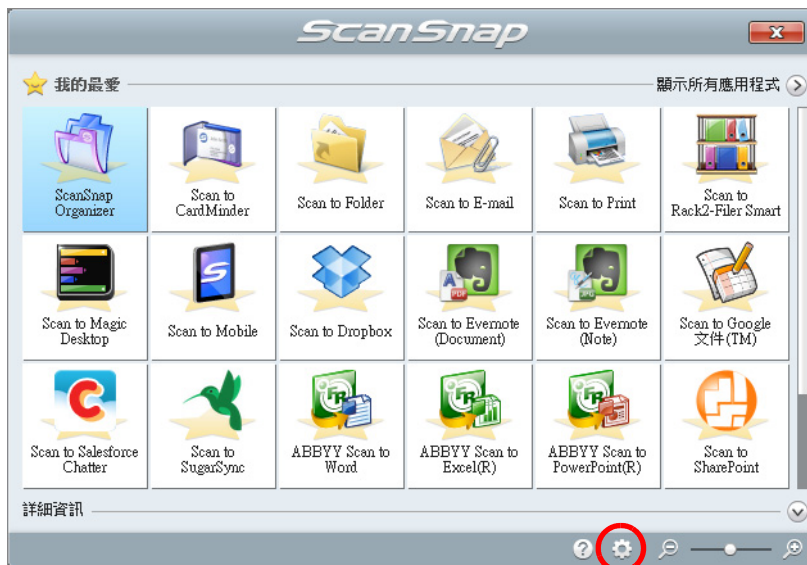 ScanSnap
我的最愛
顯示所有應用程式
ScanSnap
Organizer
Scan to
CardMinder
Scan to Folder
Scan to E-mail
Scan to Print
Scan to
Rack2-Filer Smart
Scan to Magic
Desktop
Scan to Mobile
Scan to Dropbox
Scan to Evernote
(Document)
Scan to Evernote
(Note)
Scan to Google
文件(TM)
Scan to Salesforce
Chatter
Scan to
SugarSync
ABBYY Scan to
Word
ABBYY Scan to
Excel(R)
ABBYY Scan to
PowerPoint(R)
Scan to
SharePoint
詳細資訊